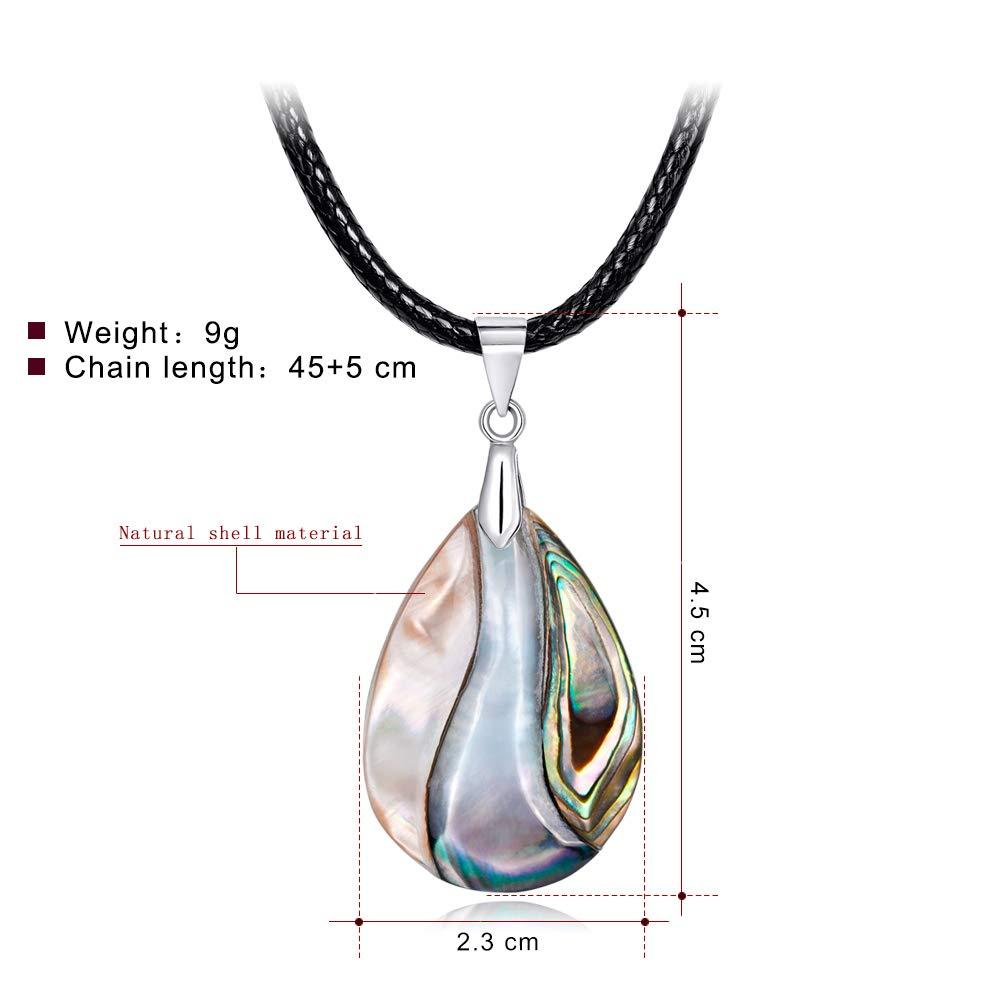 Weight：9g
Chain length：45+5 cm
Natural shell material
4.5 cm
2.3 cm